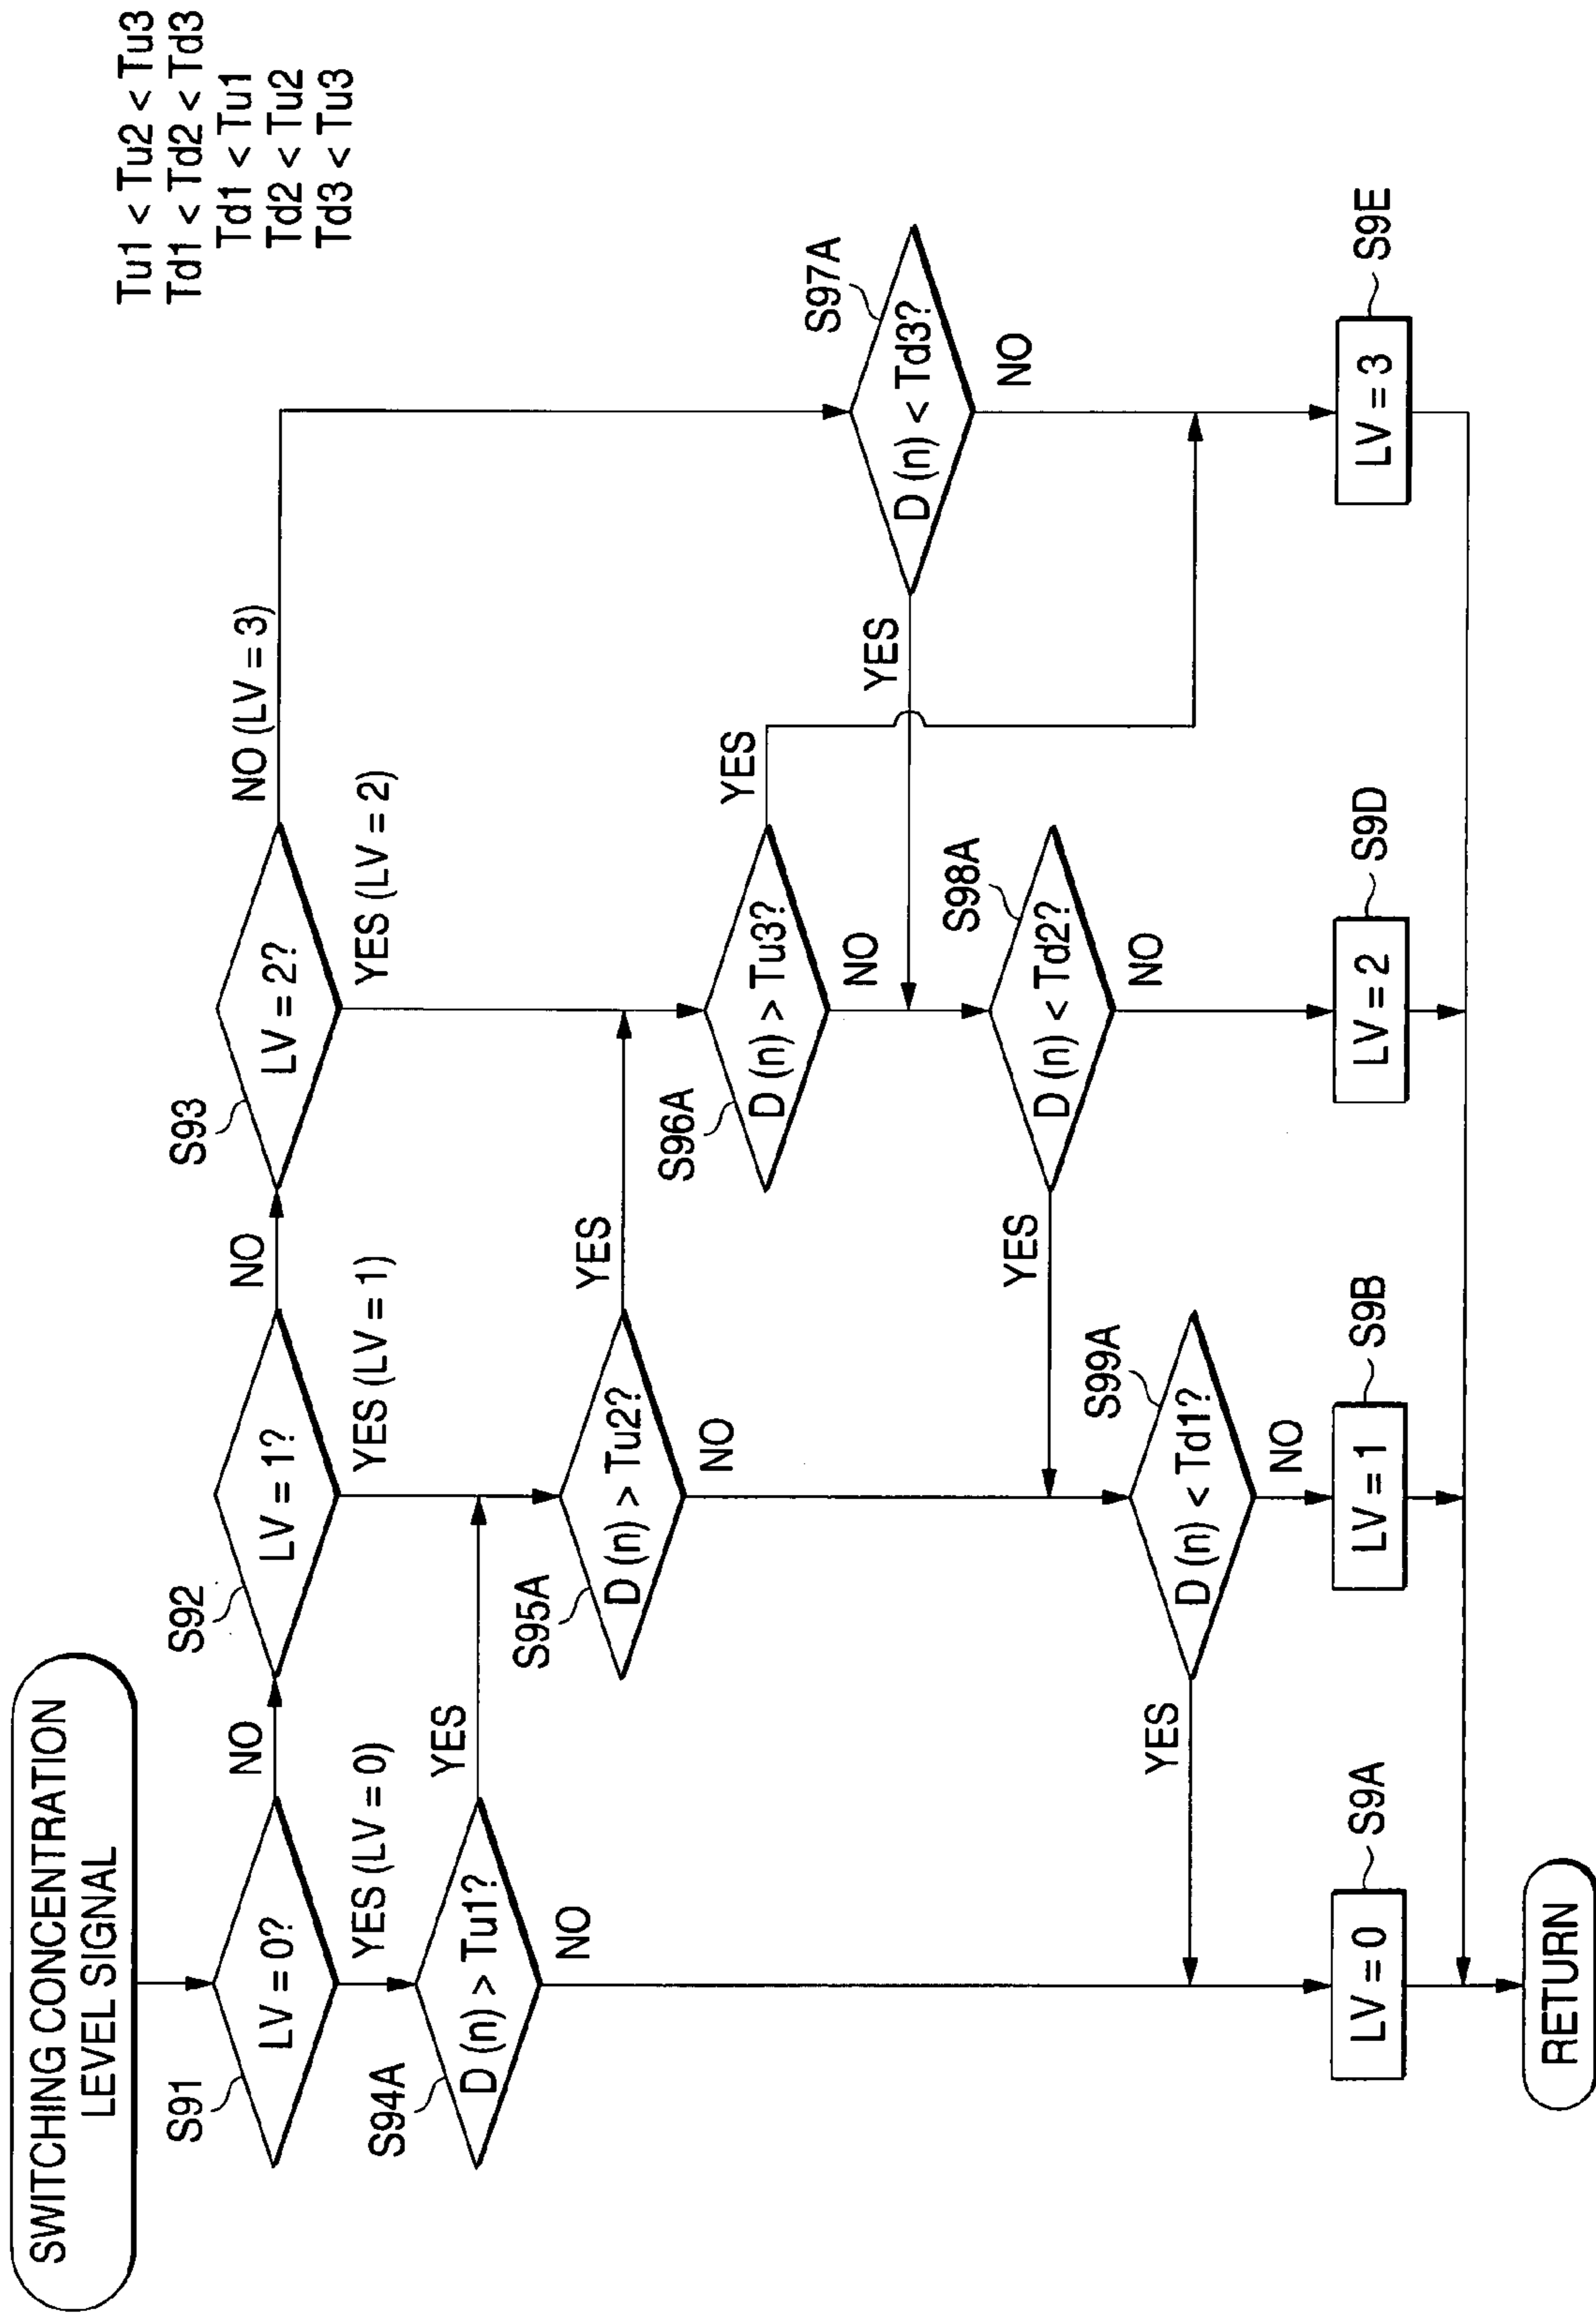 SWITCHING CONCENTRATION
LEVEL SIGNAL
Tu1 < Tu2 < Tu3
Td1 < Td2 < Td3
Td1 < Tu1
Td2 < Tu2
Td3 < Tu3
S91
LV = 0?
NO
YES (LV = 0)
S92
LV = 1?
NO
YES (LV = 1)
S93
LV = 2?
NO (LV = 3)
YES (LV = 2)
S94A
D (n) > Tu1?
YES
NO
S95A
D (n) > Tu2?
YES
NO
S96A
D (n) > Tu3?
YES
NO
S97A
D (n) < Td3?
YES
NO
S98A
D (n) < Td2?
YES
NO
S99A
D (n) < Td1?
YES
NO
LV = 0
S9A
LV = 1
S9B
LV = 2
S9D
LV = 3
S9E
RETURN